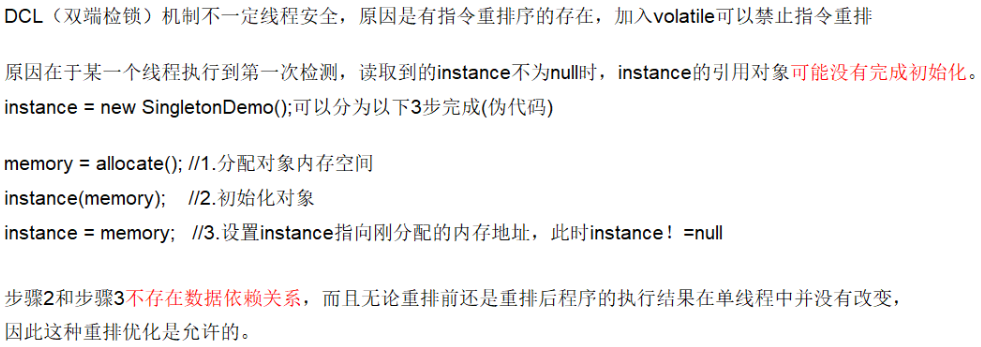 DCL（双端检锁）机制不一定线程安全，原因是有指令重排序的存在，加入volatile可以禁止指令重排
原因在于某一个线程执行到第一次检测，读取到的instance不为null时，instance的引用对象可能没有完成初始化。
instance = new SingletonDemo();可以分为以下3步完成(伪代码)
memory = allocate(); //1.分配对象内存空间
instance(memory); //2.初始化对象
instance = memory; //3.设置instance指向刚分配的内存地址，此时instance！=null
步骤2和步骤3不存在数据依赖关系，而且无论重排前还是重排后程序的执行结果在单线程中并没有改变，
因此这种重排优化是允许的。